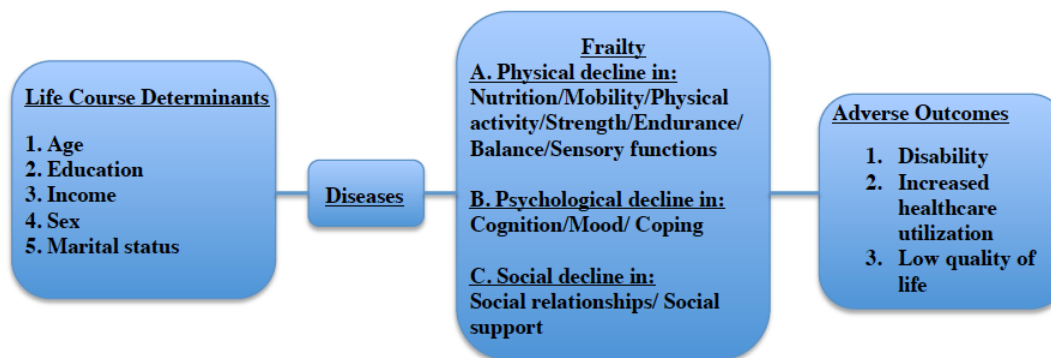 Life Course Determinants
1. Age
2. Education
3. Income
4. Sex
5. Marital status
Diseases
Frailty
A. Physical decline in:
Nutrition/Mobility/Physical
activity/Strength/Endurance/
Balance/Sensory functions
B. Psychological decline in:
Cognition/Mood/ Coping
C. Social decline in:
Social relationships/ Social
support
Adverse Outcomes
1. Disability
2. Increased
healthcare
utilization
3. Low quality of
life